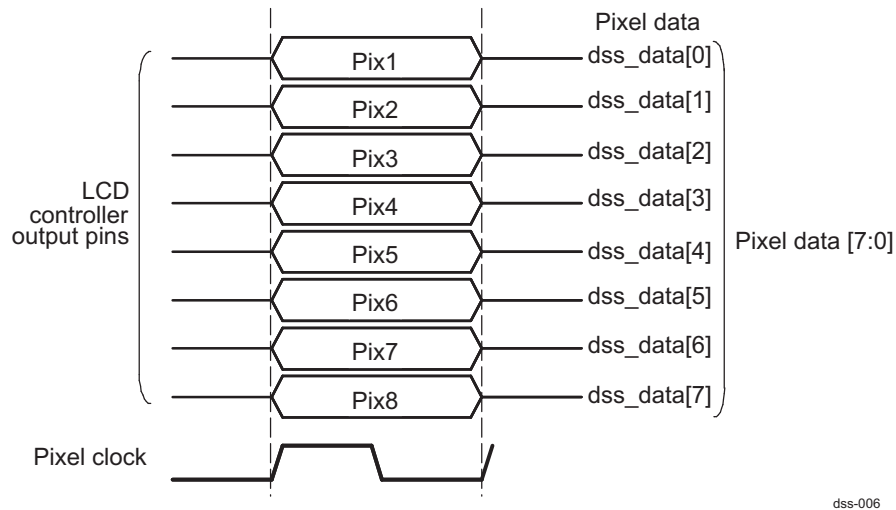 Pixel data
Pix1 dss_data[0]
Pix2 dss_data[1]
Pix3 dss_data[2]
LCD
controller
output pins
Pix4 dss_data[3]
Pix5 dss_data[4]
Pixel data [7:0]
Pix6 dss_data[5]
Pix7 dss_data[6]
Pix8 dss_data[7]
Pixel clock
dss-006